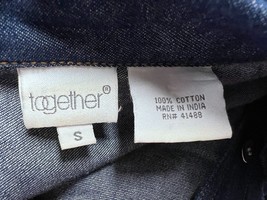 together®
S
100% COTTON
MADE IN INDIA
RN# 41488